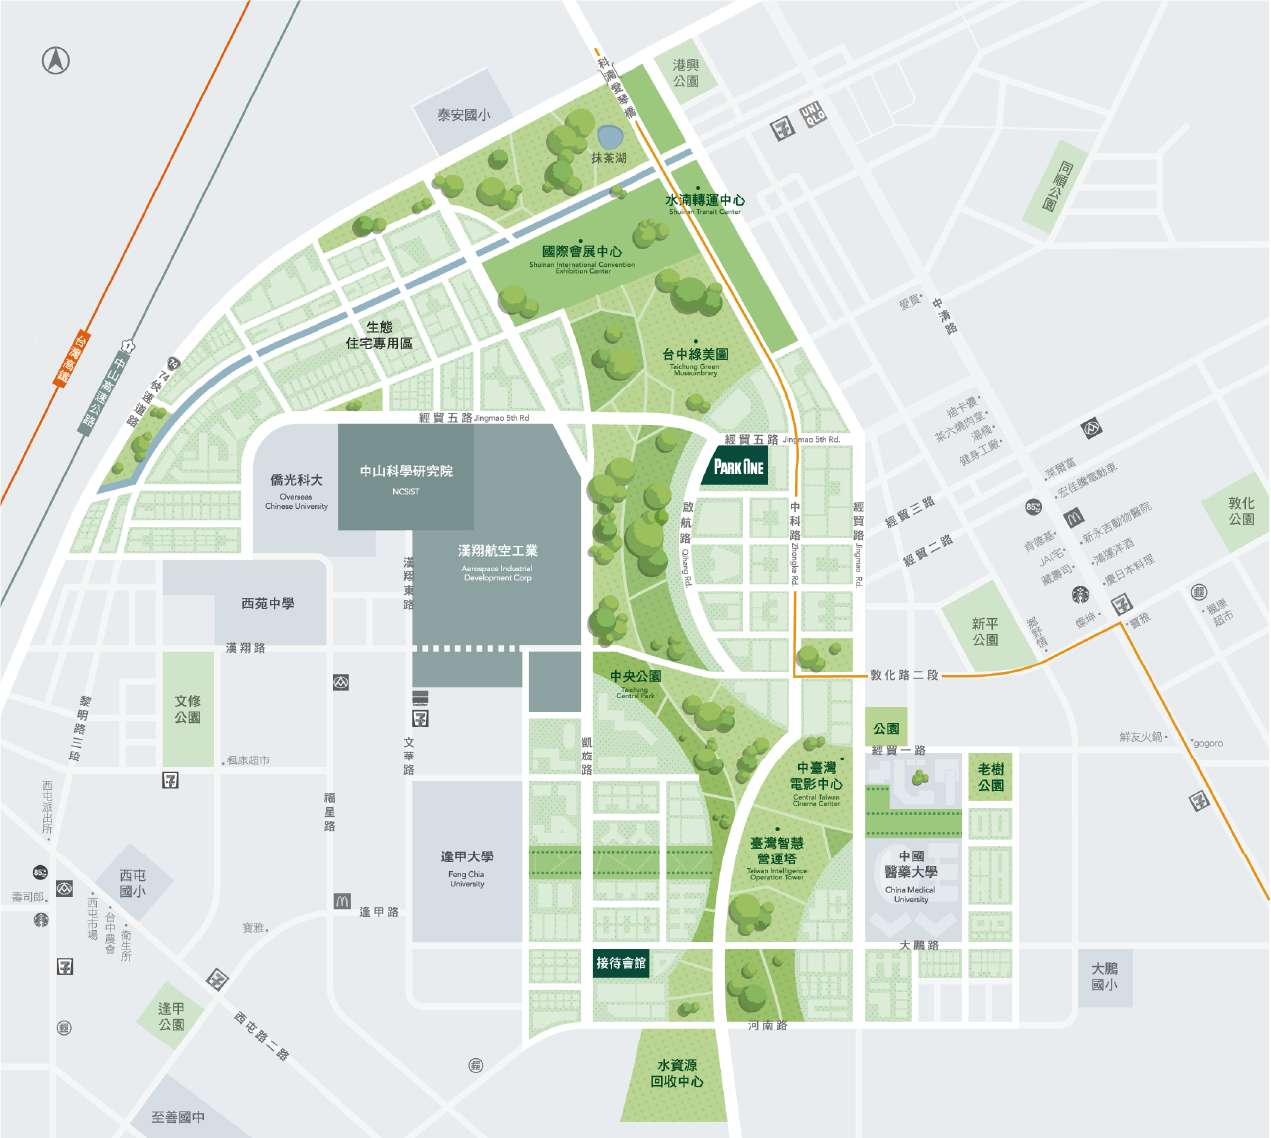 港興
公園
科湳愛琴橋
泰安國小
UNI
QLO
抹茶湖
同順公園
水湳轉運中心
Shuinan Transit Center
國際會展中心
Shuinan International Convention
Exhibition Center
愛買
中清路
生態
住宅專用區
台中綠美圖
Taichung Green
Museumbrary
台灣高鐵
中山高速公路
74
74快速道路
迪卡儂
茶六燒肉堂
湯棧
健身工廠
經貿五路 Jingmao 5th Rd
經貿五路 Jingmao 5th Rd.
PARK ONE
中山科學研究院
NCSIST
僑光科大
Overseas
Chinese University
萊爾富
宏佳騰電動車
敦化
公園
啟航路 Qihang Rd.
中科路 Zhongke Rd.
經貿路 Jingmao Rd.
經貿三路
經貿二路
85
肯德基
JAI宅
藏壽司
新永吉動物醫院
鴻運洋酒
慶日本料理
漢翔航空工業
Aerospace Industrial
Development Corp
漢翔東路
西苑中學
漢翔路
新平
公園
鄉野情
燦坤
寶雅
楓康
超市
中央公園
Taichung
Central Park
敦化路二段
文修
公園
黎明路三段
公園
經貿一路
鮮友火鍋
gogoro
楓康超市
文華路
凱旋路
福星路
西屯派出所
中臺灣
電影中心
Central Taiwan
Cinema Center
老樹
公園
臺灣智慧
營運塔
Taiwan Intelligence
Operation Tower
逢甲大學
Feng Chia
University
中國
醫藥大學
China Medical
University
西屯
國小
85
壽司郎
西屯市場
台中農會
衛生所
寶雅
逢甲路
大鵬路
接待會館
大鵬
國小
逢甲
公園
西屯路二路
河南路
水資源
回收中心
至善國中